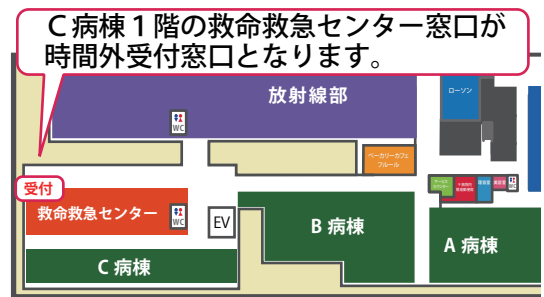 Ｃ病棟１階の救命救急センター窓口が
時間外受付窓口となります。
放射線部
ローソン
WC
ベーカリーカフェ
フルール
受付
救命救急センター
WC
EV
B 病棟
A 病棟
C 病棟
WC